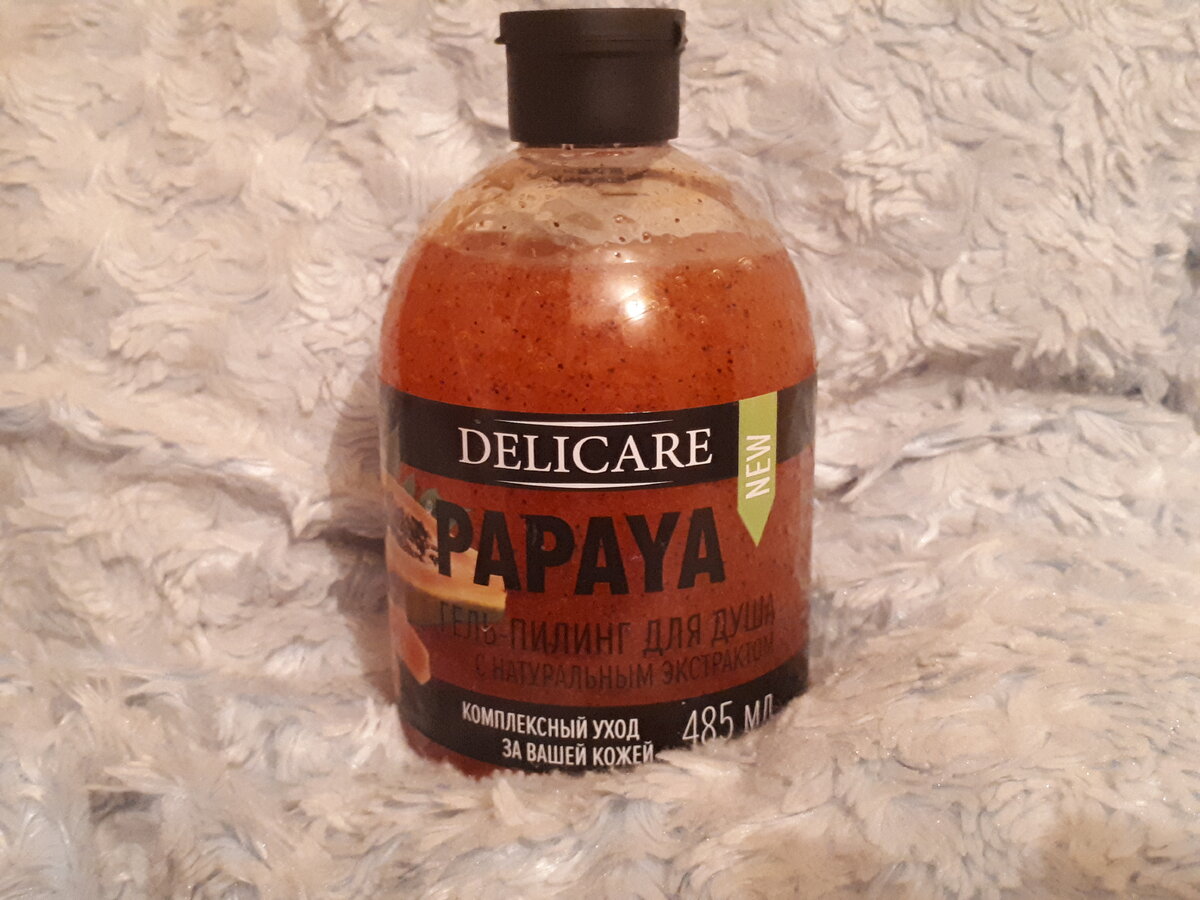 DELICARE
NEW
PAPAYA
ГЕЛЬ-ПИЛИНГ ДЛЯ ДУША
С НАТУРАЛЬНЫМ ЭКСТРАКТОМ
КОМПЛЕКСНЫЙ УХОД
ЗА ВАШЕЙ КОЖЕЙ
485 МЛ